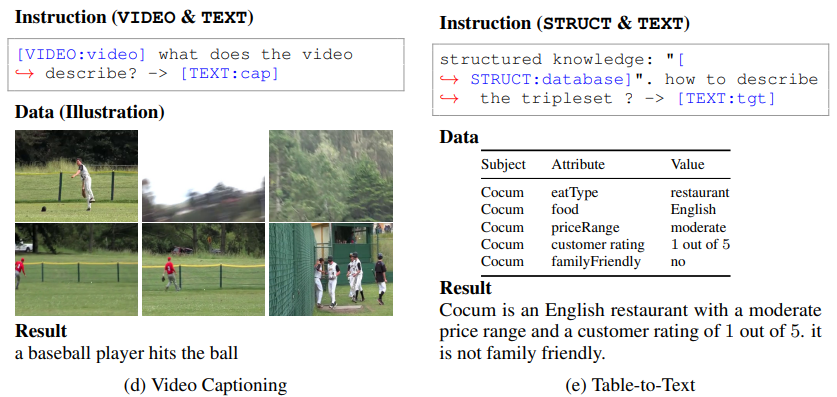 Instruction (VIDEO & TEXT)
[VIDEO:video] what does the video
↪ describe? -> [TEXT:cap]
Data (Illustration)
Result
a baseball player hits the ball
(d) Video Captioning
Instruction (STRUCT & TEXT)
structured knowledge: "[
↪ STRUCT:database]". how to describe
↪ the tripleset ? -> [TEXT:tgt]
Data
Subject Attribute Value
Cocum eatType restaurant
Cocum food English
Cocum priceRange moderate
Cocum customer rating 1 out of 5
Cocum familyFriendly no
Result
Cocum is an English restaurant with a moderate
price range and a customer rating of 1 out of 5. it
is not family friendly.
(e) Table-to-Text